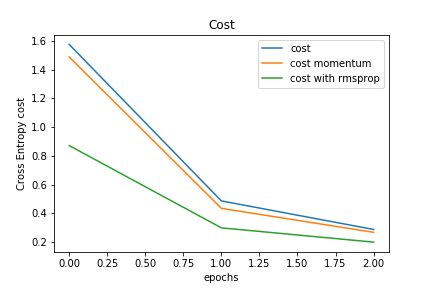 Cost
cost
cost momentum
cost with rmsprop
Cross Entropy cost
1.6
1.4
1.2
1.0
0.8
0.6
0.4
0.2
0.00 0.25 0.50 0.75 1.00 1.25 1.50 1.75 2.00
epochs